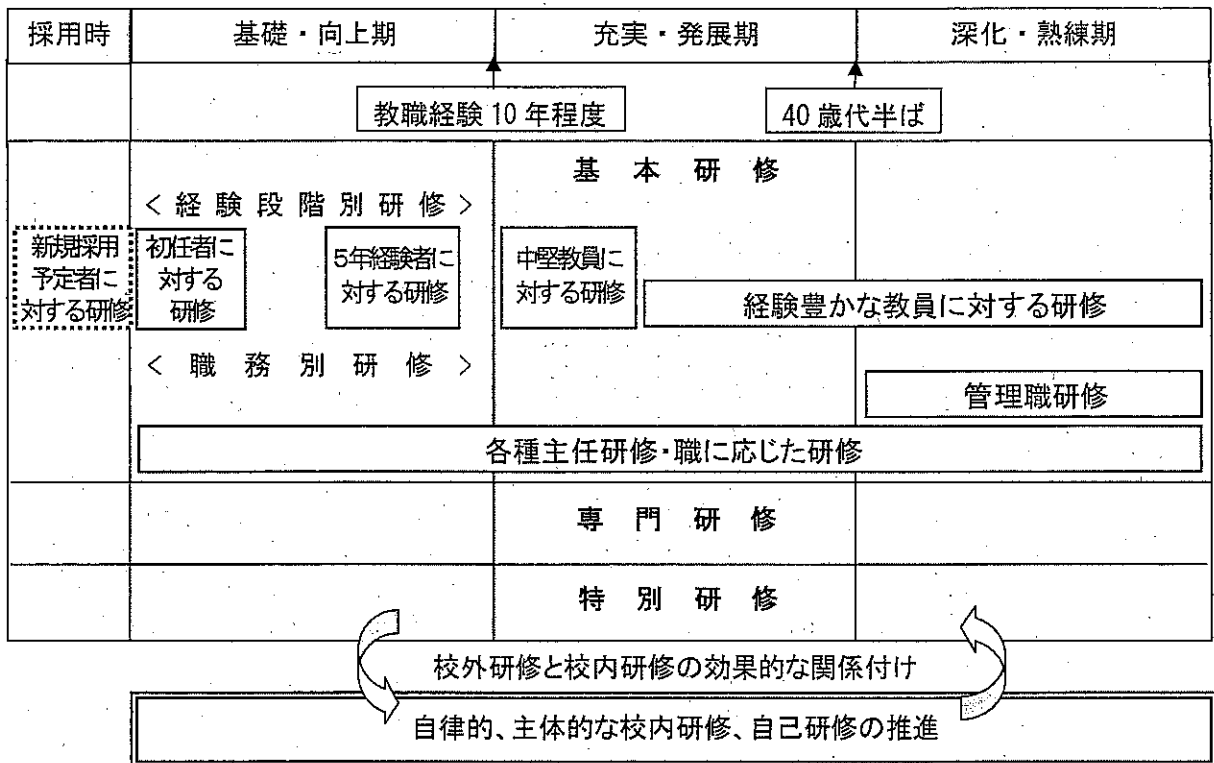 採用時 基礎・向上期 充実・発展期 深化・熟練期
教職経験10年程度 40歳代半ば
基本研修
<経験段階別研修>
新規採用
予定者に
対する研修
初任者に
対する
研修
5年経験者に
対する研修
中堅教員に
対する研修
経験豊かな教員に対する研修
<職務別研修>
管理職研修
各種主任研修・職に応じた研修
専門研修
特別研修
校外研修と校内研修の効果的な関係付け
自律的、主体的な校内研修、自己研修の推進